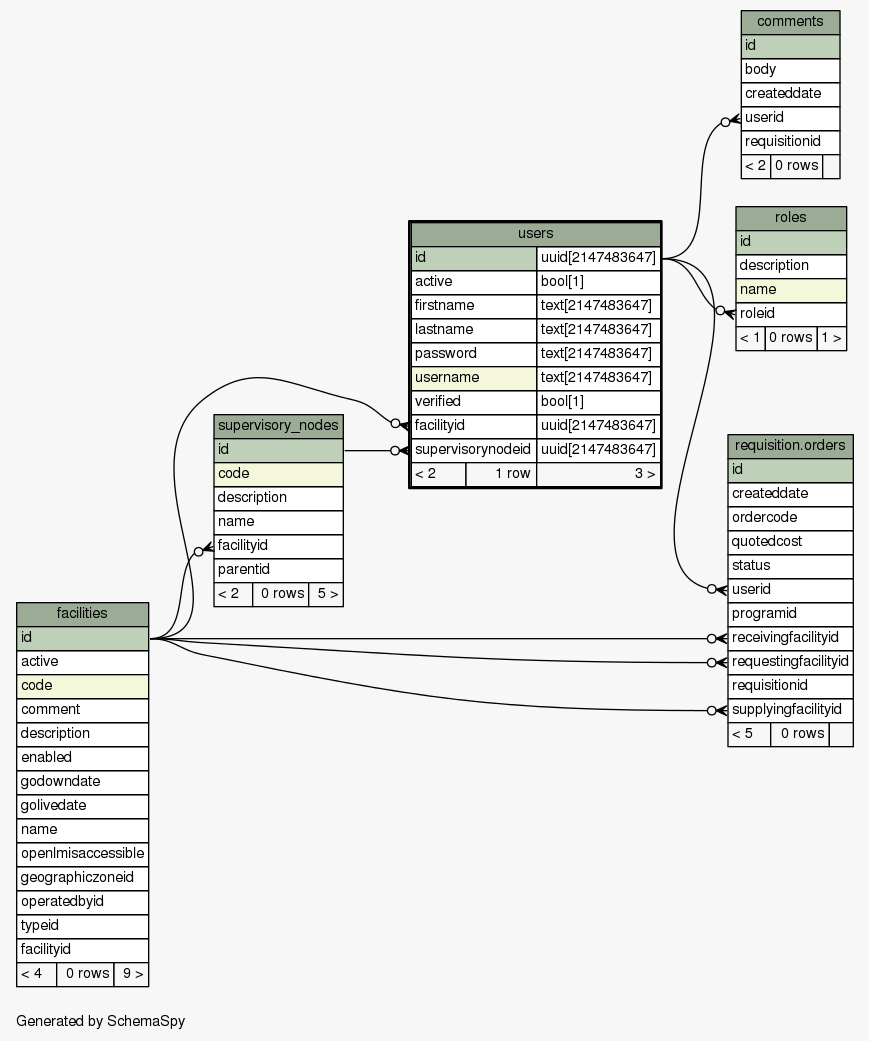 comments
id
body
createddate
userid
requisitionid
< 2 0 rows
roles
id
description
name
roleid
< 1 0 rows 1 >
users
id uuid[2147483647]
active bool[1]
firstname text[2147483647]
lastname text[2147483647]
password text[2147483647]
username text[2147483647]
verified bool[1]
facilityid uuid[2147483647]
supervisorynodeid uuid[2147483647]
< 2 1 row 3 >
supervisory_nodes
id
code
description
name
facilityid
parentid
< 2 0 rows 5 >
requisition.orders
id
createddate
ordercode
quotedcost
status
userid
programid
receivingfacilityid
requestingfacilityid
requisitionid
supplyingfacilityid
< 5 0 rows
facilities
id
active
code
comment
description
enabled
godowndate
golivedate
name
openlmisaccessible
geographiczoneid
operatedbyid
typeid
facilityid
< 4 0 rows 9 >
Generated by SchemaSpy